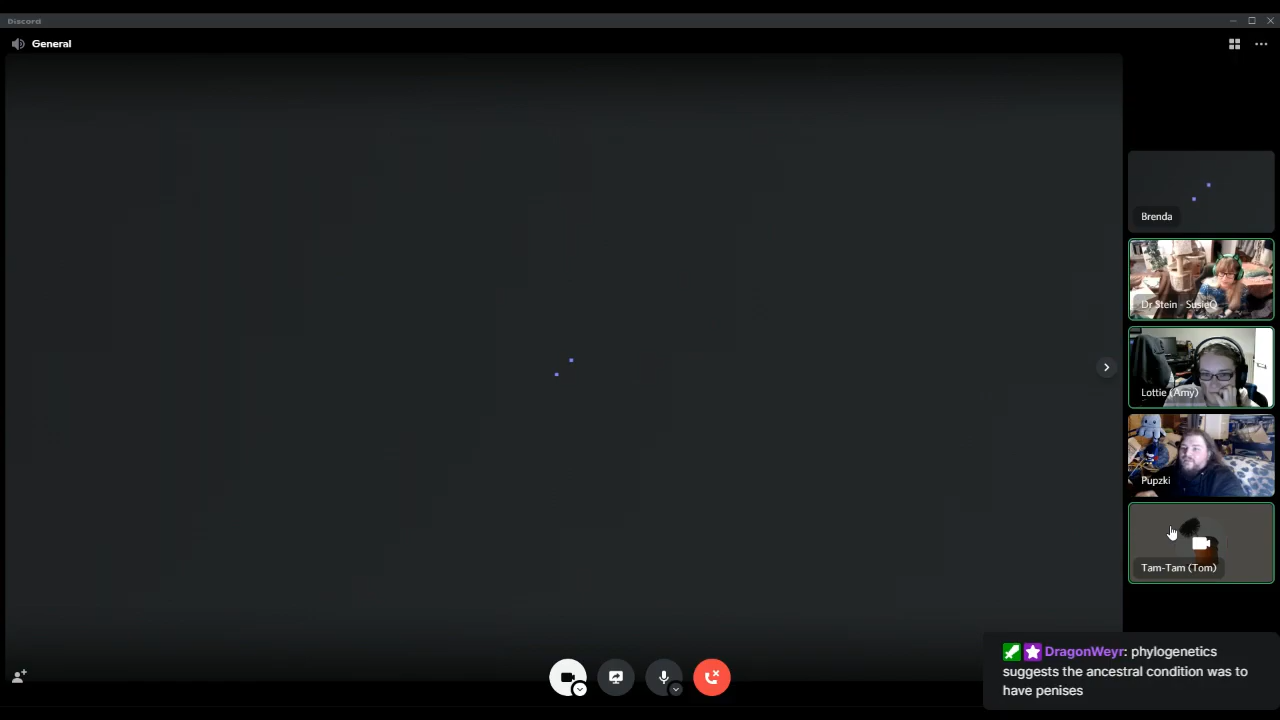 Discord
General
Brenda
Dr Stein - SusieQ
Lottie (Amy)
Pupzki
Tam-Tam (Tom)
DragonWeyr: phylogenetics
suggests the ancestral condition was to
have penises